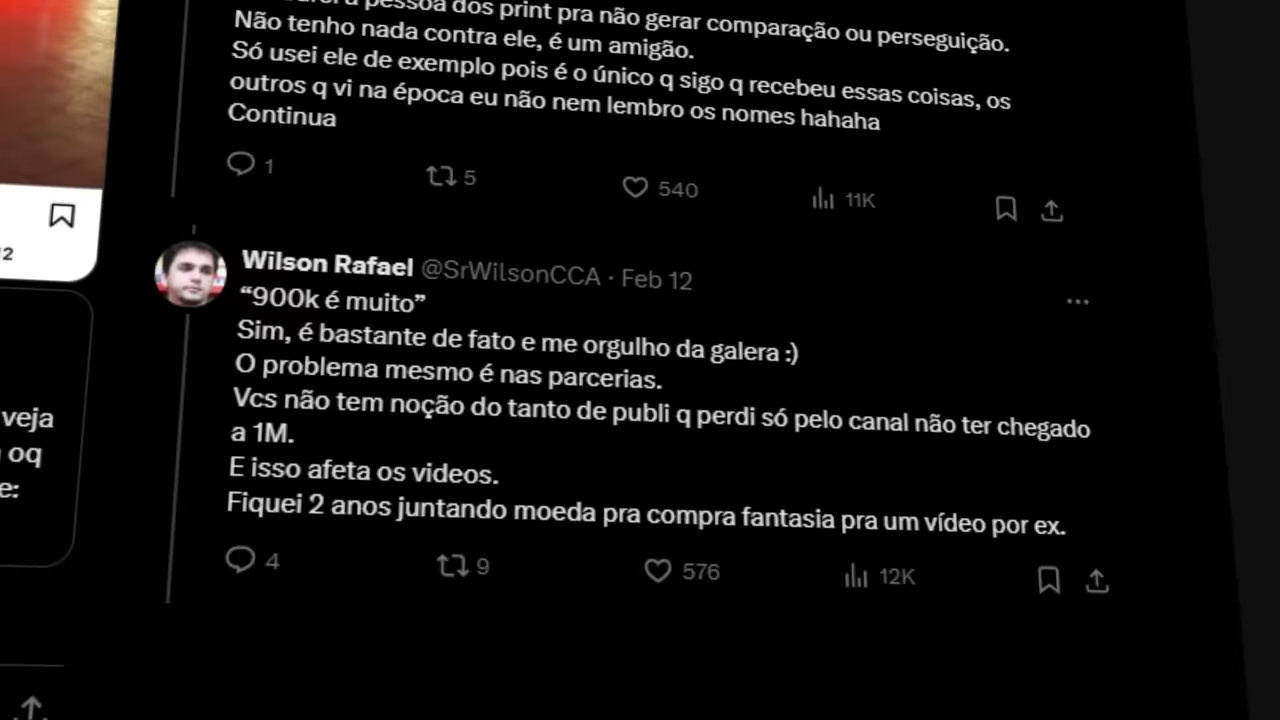 pessoa dos print pra não gerar comparação ou perseguição.
Não tenho nada contra ele, é um amigão.
Só usei ele de exemplo pois é o único q sigo q recebeu essas coisas, os
outros q vi na época eu não nem lembro os nomes hahaha
Continua
1 5 540 11K
Wilson Rafael @SrWilsonCCA · Feb 12
“900k é muito”
Sim, é bastante de fato e me orgulho da galera :)
O problema mesmo é nas parcerias.
Vcs não tem noção do tanto de publi q perdi só pelo canal não ter chegado
a 1M.
E isso afeta os videos.
Fiquei 2 anos juntando moeda pra compra fantasia pra um vídeo por ex.
4 9 576 12K
veja
oq
e: